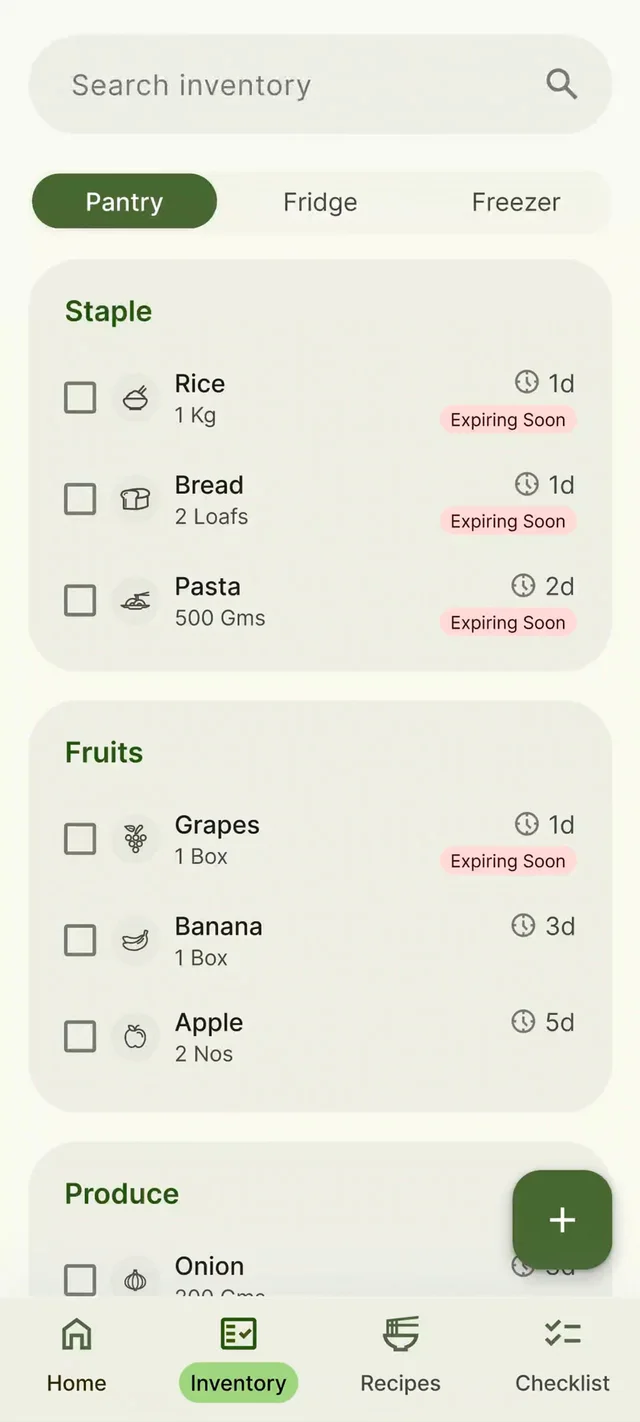 Search inventory
Pantry Fridge Freezer
Staple
Rice 1d
1 Kg Expiring Soon
Bread 1d
2 Loafs Expiring Soon
Pasta 2d
500 Gms Expiring Soon
Fruits
Grapes 1d
1 Box Expiring Soon
Banana 3d
1 Box
Apple 5d
2 Nos
Produce
Onion
Home Inventory Recipes Checklist